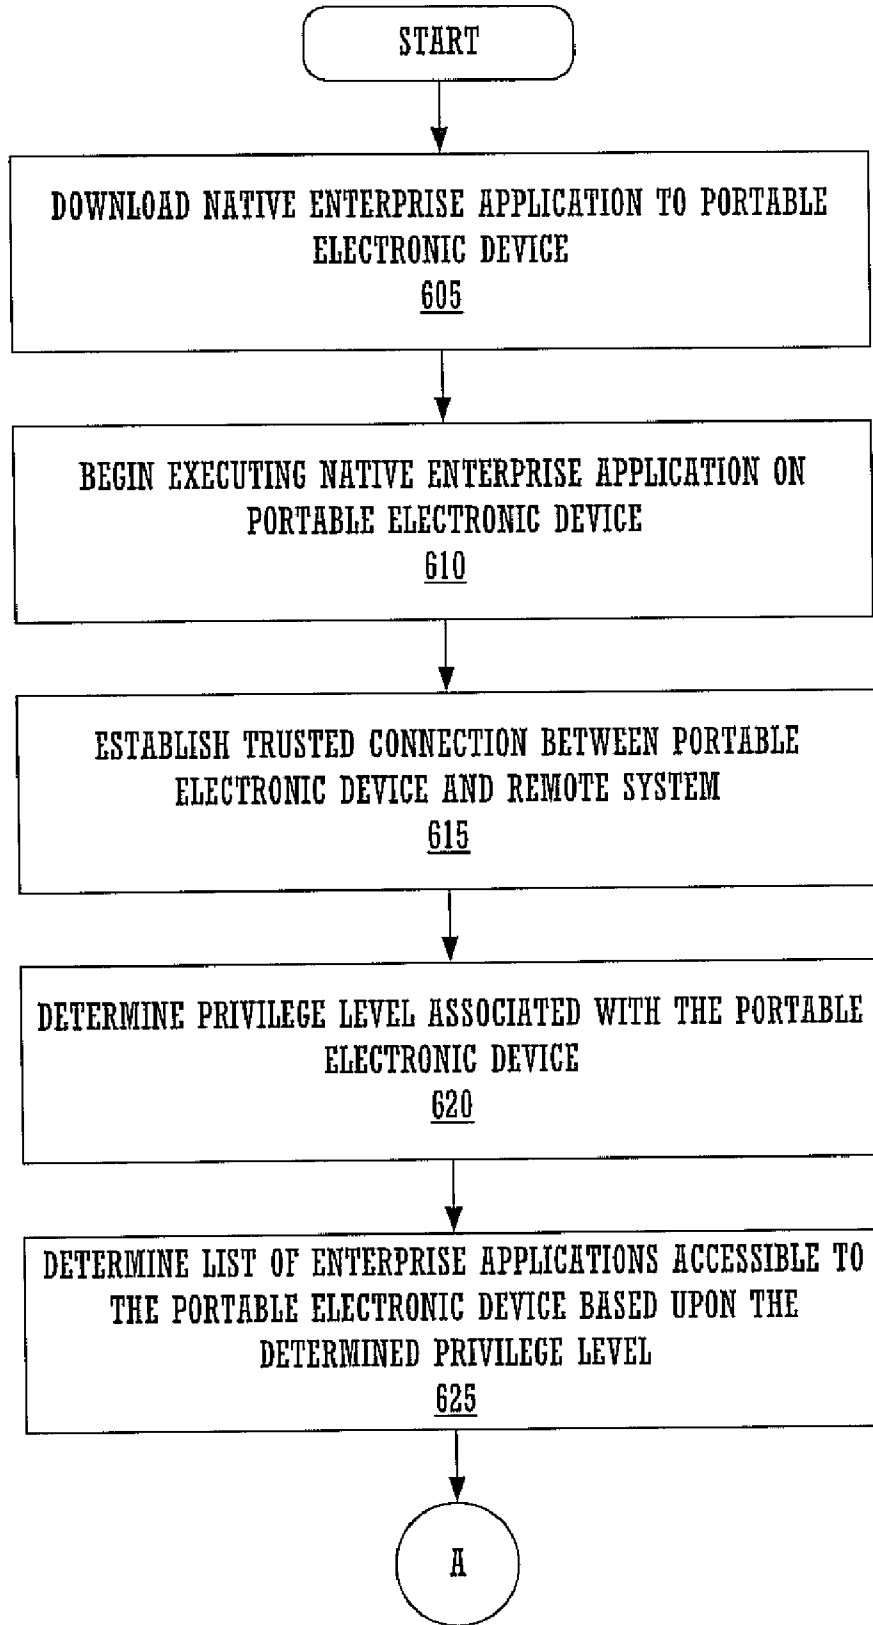 START
DOWNLOAD NATIVE ENTERPRISE APPLICATION TO PORTABLE
ELECTRONIC DEVICE
605
BEGIN EXECUTING NATIVE ENTERPRISE APPLICATION ON
PORTABLE ELECTRONIC DEVICE
610
ESTABLISH TRUSTED CONNECTION BETWEEN PORTABLE
ELECTRONIC DEVICE AND REMOTE SYSTEM
615
DETERMINE PRIVILEGE LEVEL ASSOCIATED WITH THE PORTABLE
ELECTRONIC DEVICE
620
DETERMINE LIST OF ENTERPRISE APPLICATIONS ACCESSIBLE TO
THE PORTABLE ELECTRONIC DEVICE BASED UPON THE
DETERMINED PRIVILEGE LEVEL
625
A